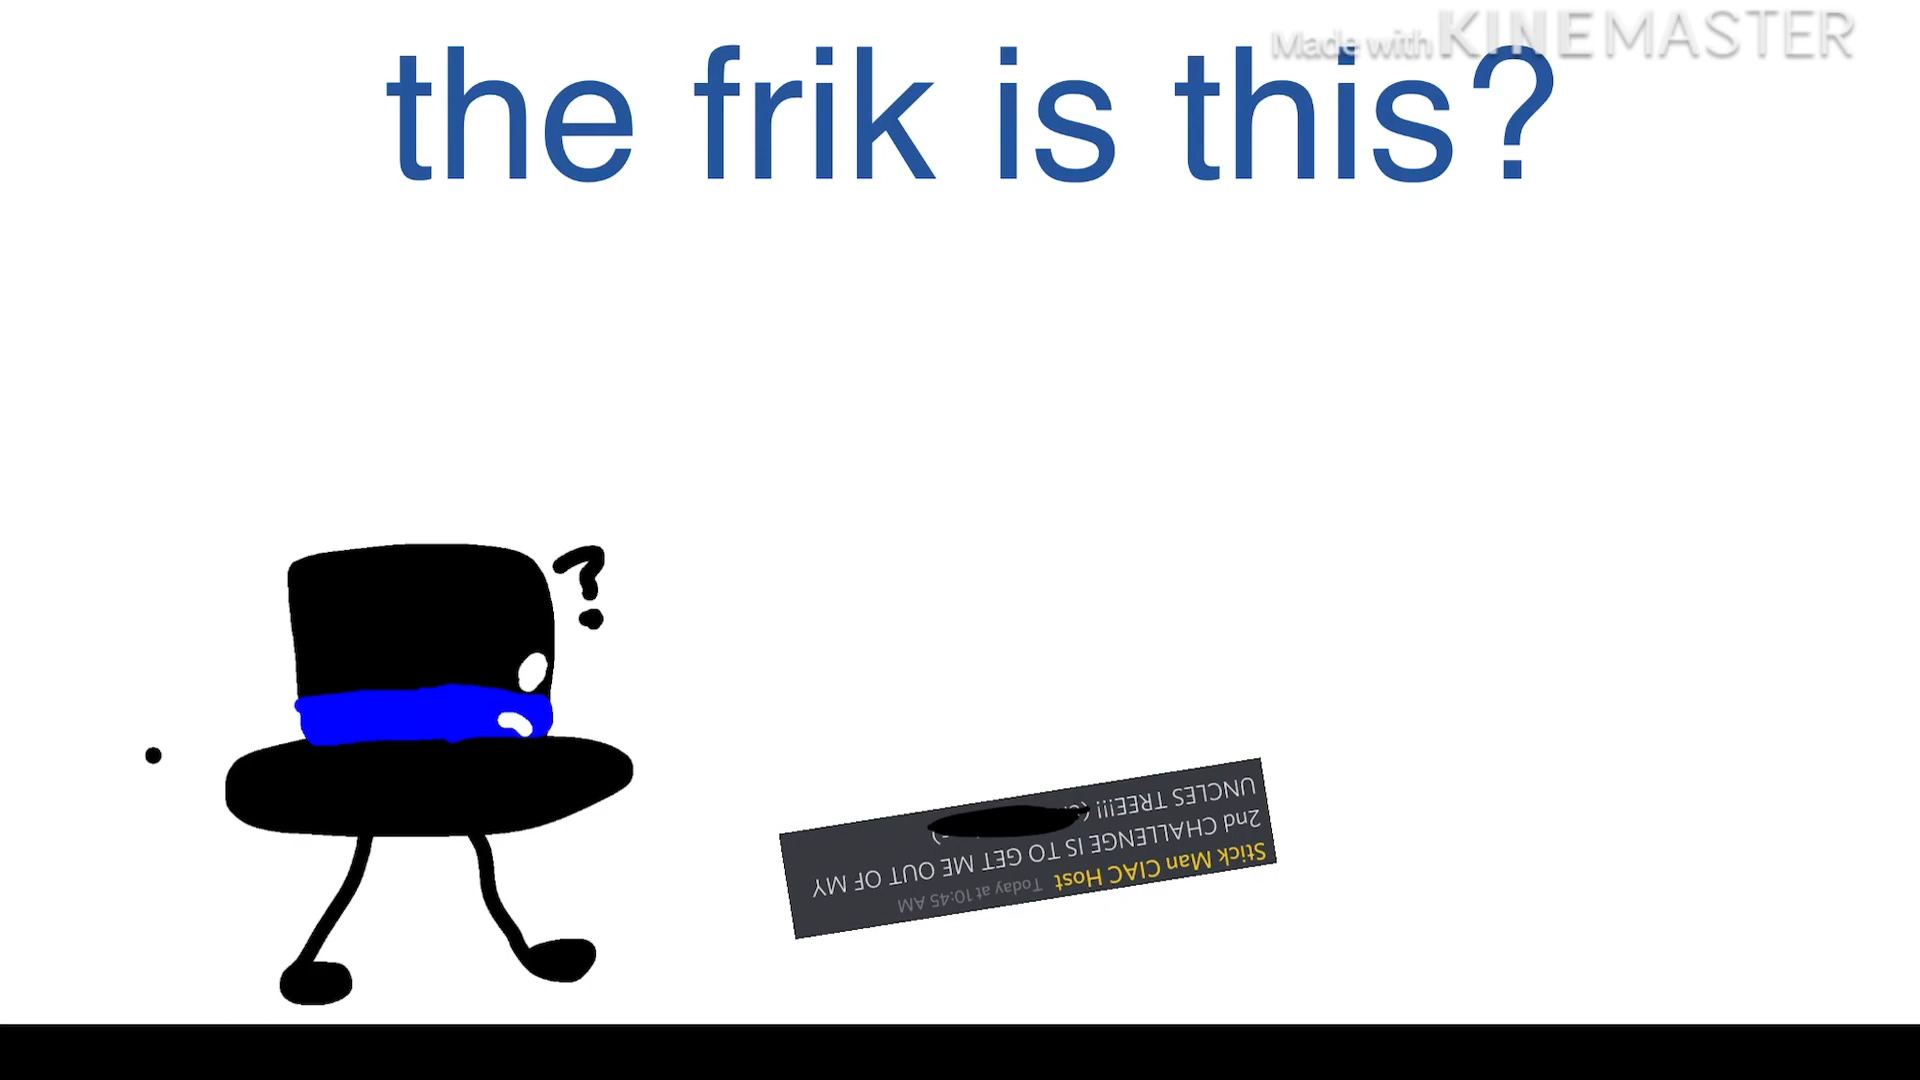 Made with KINEMASTER
the frik is this?
?
Stick Man CIAC Host Today at 10:45 AM
2nd CHALLENGE IS TO GET ME OUT OF MY
UNCLES TREE!!! (